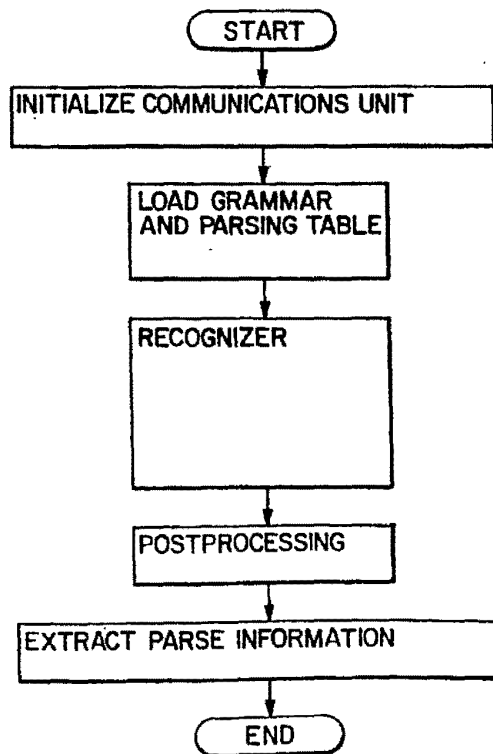 START
INITIALIZE COMMUNICATIONS UNIT
LOAD GRAMMAR
AND PARSING TABLE
RECOGNIZER
POSTPROCESSING
EXTRACT PARSE INFORMATION
END